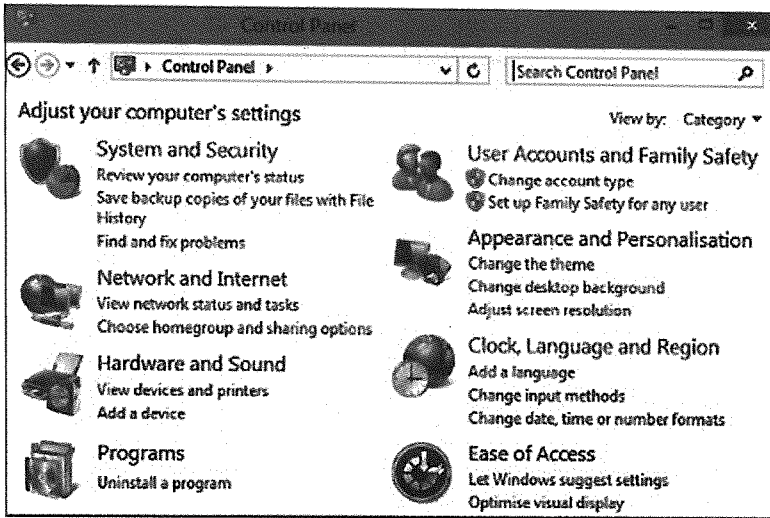 Control Panel
Control Panel
Search Control Panel
Adjust your computer's settings
View by: Category
System and Security
Review your computer's status
Save backup copies of your files with File
History
Find and fix problems
Network and Internet
View network status and tasks
Choose homegroup and sharing options
Hardware and Sound
View devices and printers
Add a device
Programs
Uninstall a program
User Accounts and Family Safety
Change account type
Set up Family Safety for any user
Appearance and Personalisation
Change the theme
Change desktop background
Adjust screen resolution
Clock, Language and Region
Add a language
Change input methods
Change date, time or number formats
Ease of Access
Let Windows suggest settings
Optimise visual display